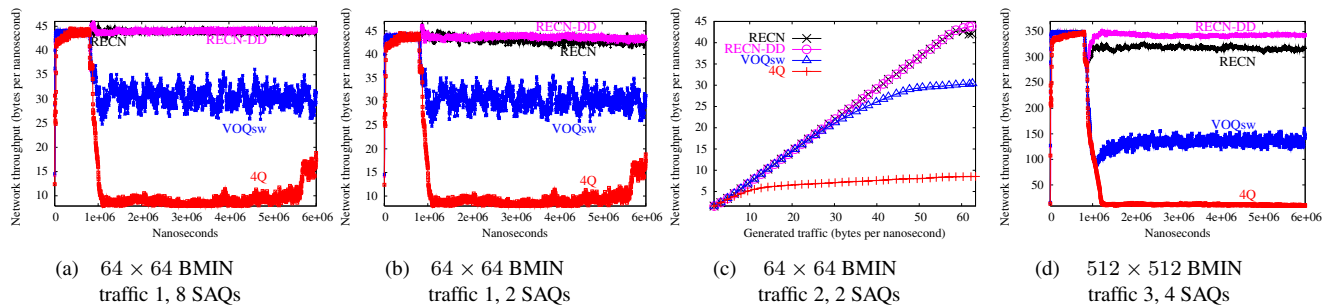 Network throughput (bytes per nanosecond)
45
40
35
30
25
20
15
10
RECN
RECN-DD
VOQsw
4Q
0
1e+06
2e+06
3e+06
4e+06
5e+06
6e+06
Nanoseconds
(a) 64 × 64 BMIN
traffic 1, 8 SAQs
Network throughput (bytes per nanosecond)
45
40
35
30
25
20
15
10
RECN-DD
RECN
VOQsw
4Q
0
1e+06
2e+06
3e+06
4e+06
5e+06
6e+06
Nanoseconds
(b) 64 × 64 BMIN
traffic 1, 2 SAQs
Network throughput (bytes per nanosecond)
45
40
35
30
25
20
15
10
5
RECN
RECN-DD
VOQsw
4Q
10
20
30
40
50
60
Generated traffic (bytes per nanosecond)
(c) 64 × 64 BMIN
traffic 2, 2 SAQs
Network throughput (bytes per nanosecond)
350
300
250
200
150
100
50
RECN-DD
RECN
VOQsw
4Q
0
1e+06
2e+06
3e+06
4e+06
5e+06
6e+06
Nanoseconds
(d) 512 × 512 BMIN
traffic 3, 4 SAQs